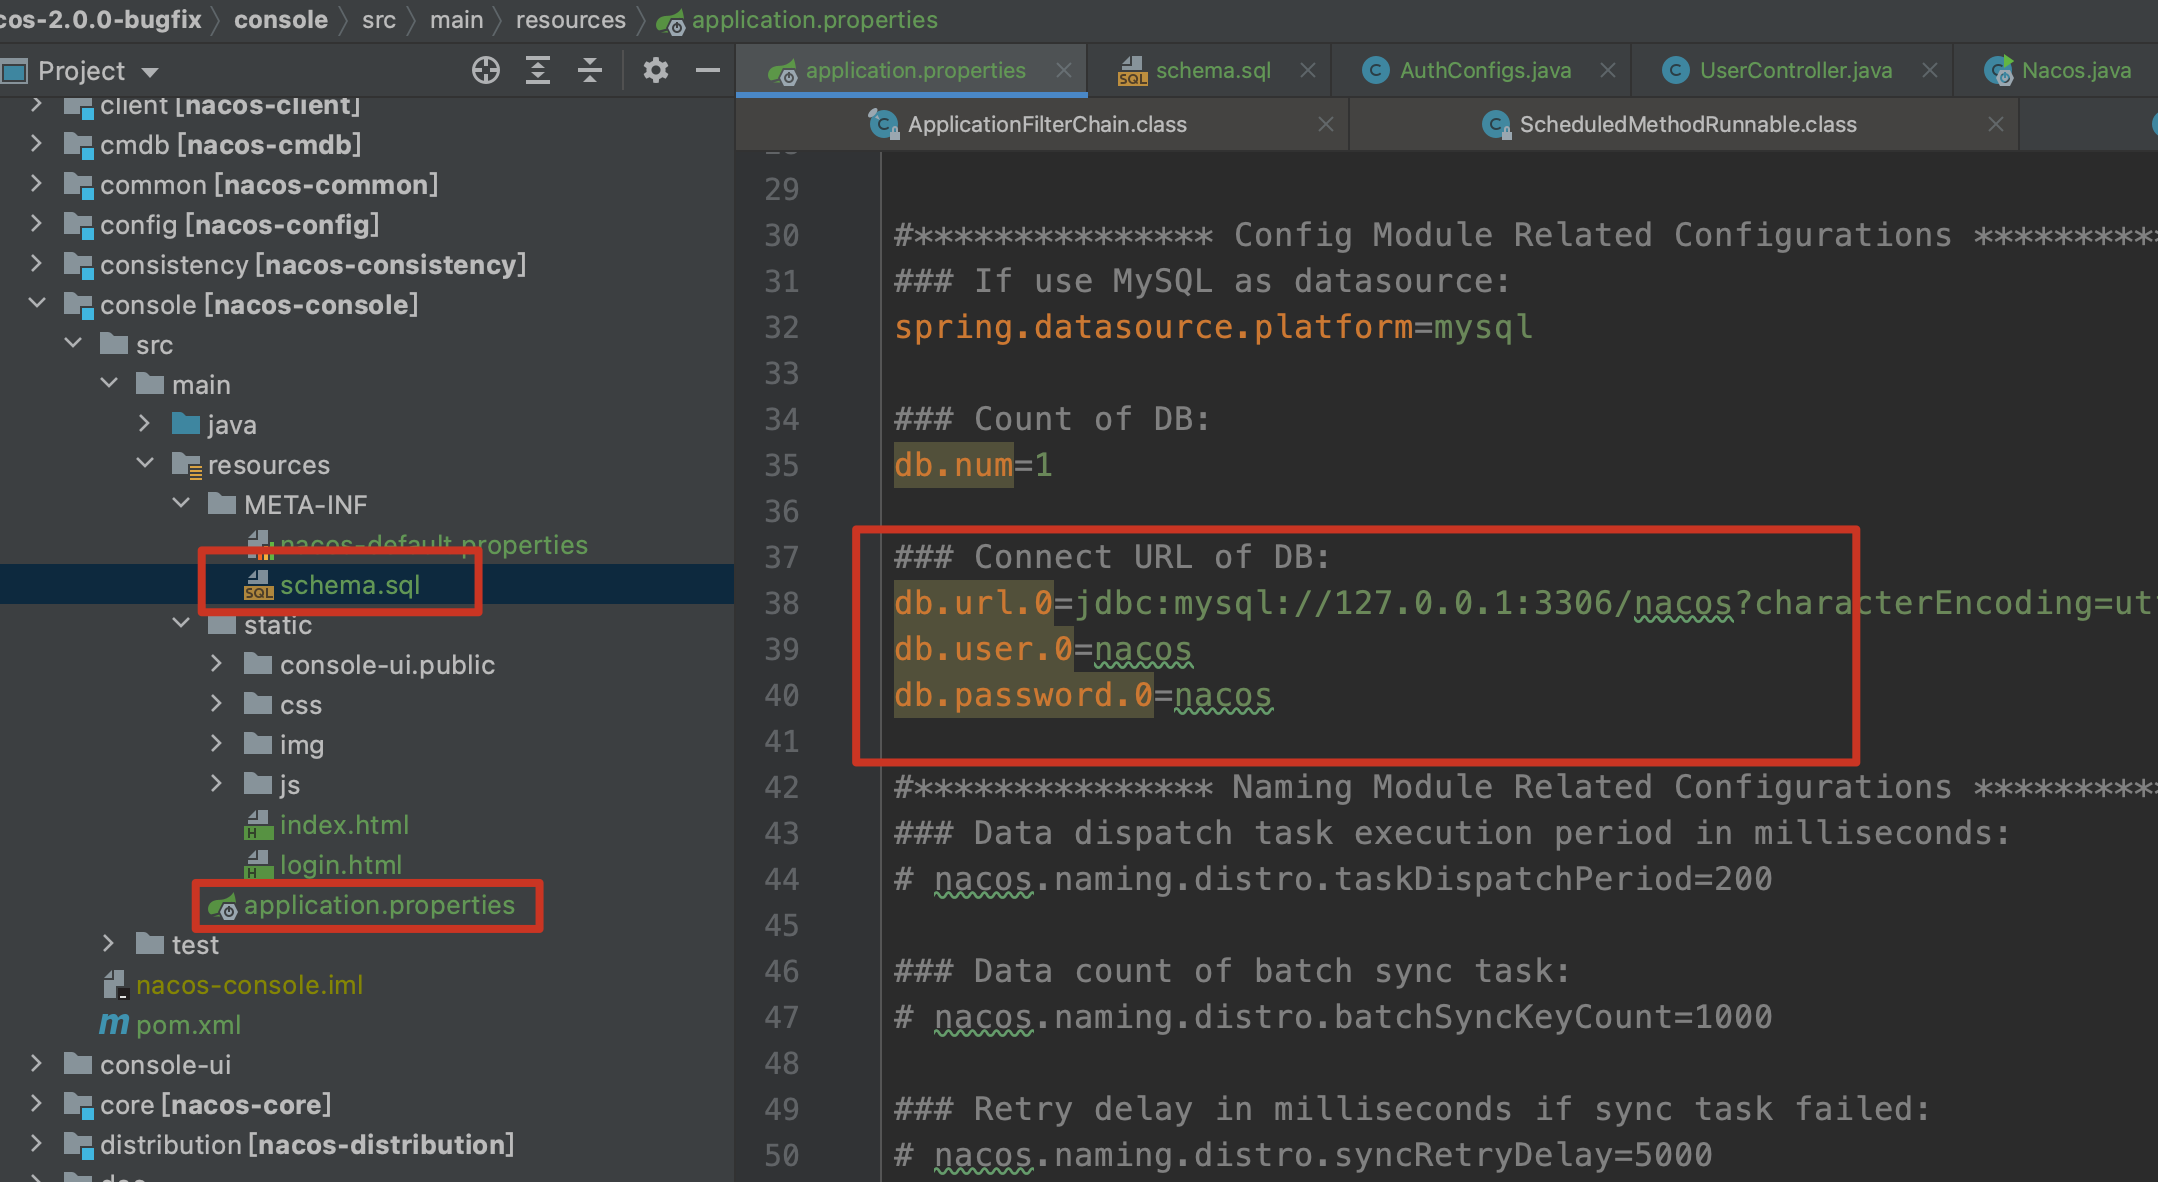 cos-2.0.0-bugfix console src main resources application.properties
Project
client [nacos-client]
cmdb [nacos-cmdb]
common [nacos-common]
config [nacos-config]
consistency [nacos-consistency]
console [nacos-console]
src
main
java
resources
META-INF
nacos-default.properties
schema.sql
static
console-ui.public
css
img
js
index.html
login.html
application.properties
test
nacos-console.iml
pom.xml
console-ui
core [nacos-core]
distribution [nacos-distribution]
application.properties schema.sql AuthConfigs.java UserController.java Nacos.java
ApplicationFilterChain.class ScheduledMethodRunnable.class
29
30 #*************** Config Module Related Configurations *********
31 ### If use MySQL as datasource:
32 spring.datasource.platform=mysql
33
34 ### Count of DB:
35 db.num=1
36
37 ### Connect URL of DB:
38 db.url.0=jdbc:mysql://127.0.0.1:3306/nacos?characterEncoding=ut
39 db.user.0=nacos
40 db.password.0=nacos
41
42 #*************** Naming Module Related Configurations *********
43 ### Data dispatch task execution period in milliseconds:
44 # nacos.naming.distro.taskDispatchPeriod=200
45
46 ### Data count of batch sync task:
47 # nacos.naming.distro.batchSyncKeyCount=1000
48
49 ### Retry delay in milliseconds if sync task failed:
50 # nacos.naming.distro.syncRetryDelay=5000